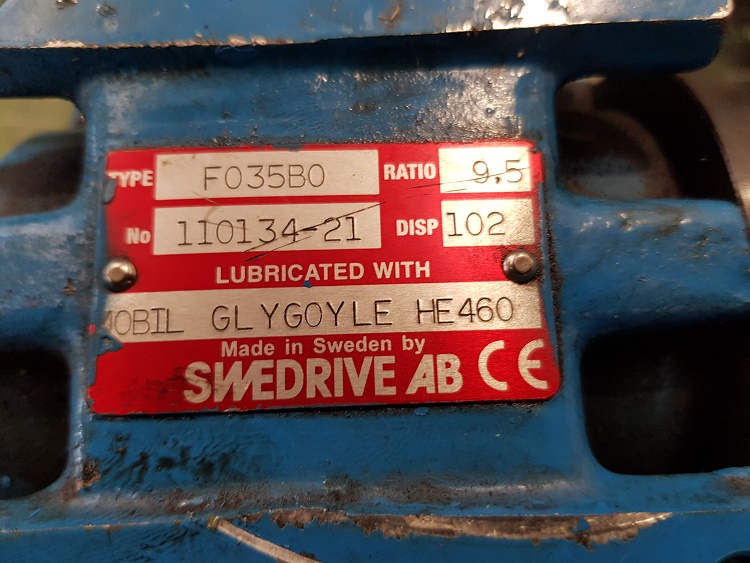 TYPE F035B0 RATIO 9.5
No 110134-21 DISP 102
LUBRICATED WITH
MOBIL GLYGOYLE HE460
Made in Sweden by
SWEDRIVE AB CE